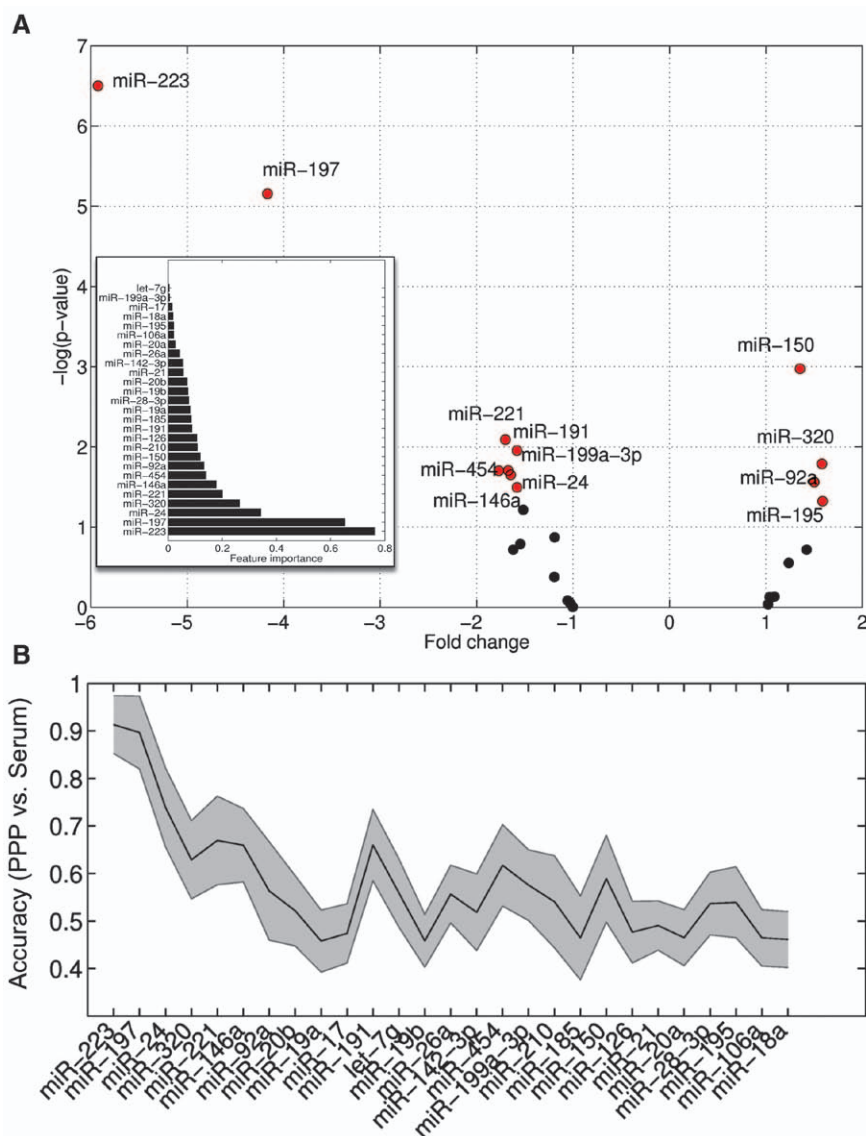 A
7
6
5
4
3
2
1
0
-log(p-value)
miR-223
miR-197
miR-150
miR-221
miR-191
miR-320
miR-199a-3p
miR-454
miR-92a
miR-24
miR-146a
miR-195
let-7g
miR-199a-3p
miR-17
miR-18a
miR-195
miR-106a
miR-20a
miR-26a
miR-142-3p
miR-21
miR-20b
miR-19b
miR-28-3p
miR-19a
miR-185
miR-191
miR-126
miR-210
miR-150
miR-92a
miR-454
miR-146a
miR-221
miR-320
miR-24
miR-197
miR-223
0 0.2 0.4 0.6 0.8
Feature importance
-6 -5 -4 -3 -2 -1 0 1 2
Fold change
B
1
0.9
0.8
0.7
0.6
0.5
0.4
Accuracy (PPP vs. Serum)
miR-223
miR-197
miR-24
miR-320
miR-221
miR-146a
miR-92a
miR-20b
miR-19a
miR-17
miR-191
let-7g
miR-19b
miR-26a
miR-142-3p
miR-454
miR-199a-3p
miR-210
miR-185
miR-150
miR-126
miR-21
miR-20a
miR-28-3p
miR-195
miR-106a
miR-18a